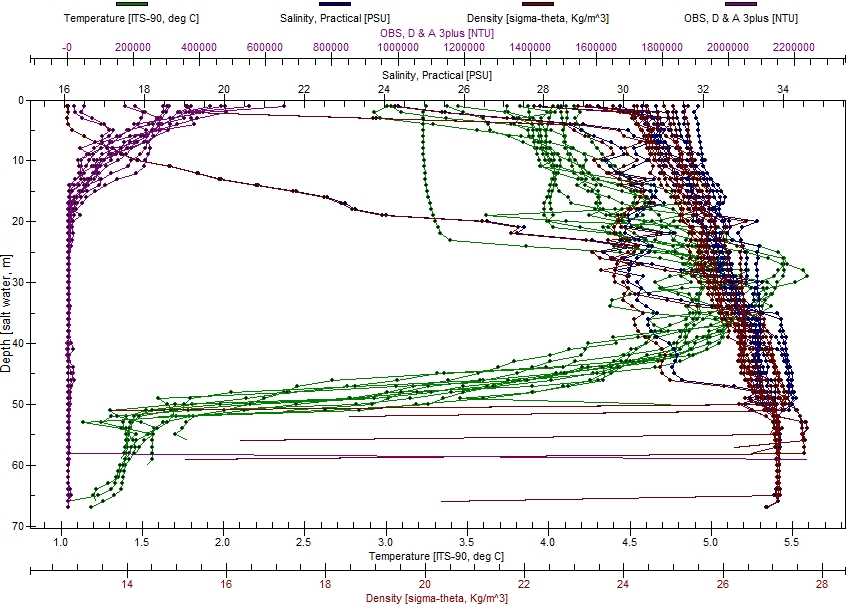 Temperature [ITS-90, deg C] Salinity, Practical [PSU] Density [sigma-theta, Kg/m^3] OBS, D & A 3plus [NTU]
OBS, D & A 3plus [NTU]
-0 200000 400000 600000 800000 1000000 1200000 1400000 1600000 1800000 2000000 2200000
Salinity, Practical [PSU]
16 18 20 22 24 26 28 30 32 34
0
10
20
30
40
50
60
70
Depth [salt water, m]
1.0 1.5 2.0 2.5 3.0 3.5 4.0 4.5 5.0 5.5
Temperature [ITS-90, deg C]
14 16 18 20 22 24 26 28
Density [sigma-theta, Kg/m^3]